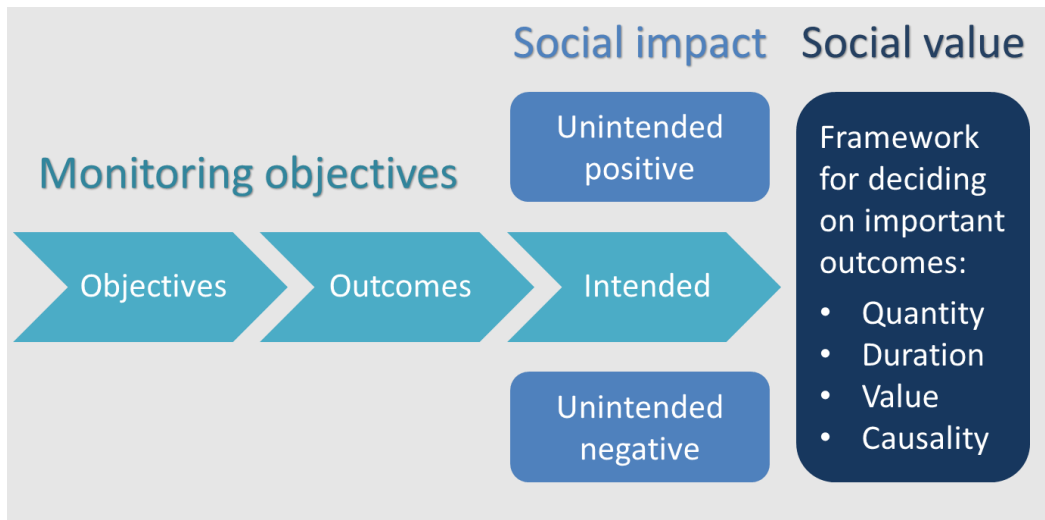 Social impact
Social value
Monitoring objectives
Unintended
positive
Objectives
Outcomes
Intended
Unintended
negative
Framework
for deciding
on important
outcomes:
• Quantity
• Duration
• Value
• Causality